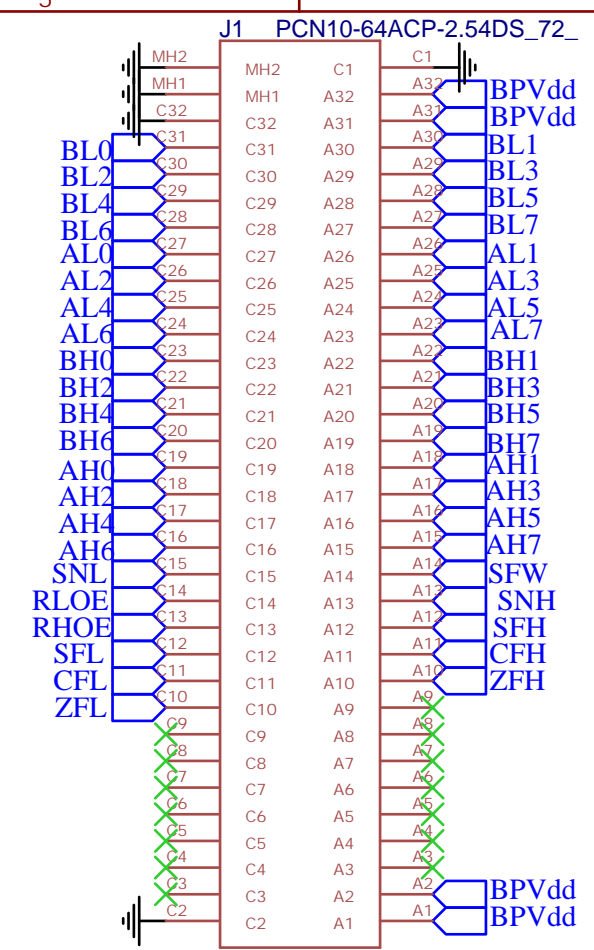 J1 PCN10-64ACP-2.54DS_72_
MH2 MH2 C1 C1
MH1 MH1 A32 A32 BPVdd
C32 C32 A31 A31 BPVdd
BL0 C31 C31 A30 A30 BL1
BL2 C30 C30 A29 A29 BL3
BL4 C29 C29 A28 A28 BL5
BL6 C28 C28 A27 A27 BL7
AL0 C27 C27 A26 A26 AL1
AL2 C26 C26 A25 A25 AL3
AL4 C25 C25 A24 A24 AL5
AL6 C24 C24 A23 A23 AL7
BH0 C23 C23 A22 A22 BH1
BH2 C22 C22 A21 A21 BH3
BH4 C21 C21 A20 A20 BH5
BH6 C20 C20 A19 A19 BH7
AH0 C19 C19 A18 A18 AH1
AH2 C18 C18 A17 A17 AH3
AH4 C17 C17 A16 A16 AH5
AH6 C16 C16 A15 A15 AH7
SNL C15 C15 A14 A14 SFW
RLOE C14 C14 A13 A13 SNH
RHOE C13 C13 A12 A12 SFH
SFL C12 C12 A11 A11 CFH
CFL C11 C11 A10 A10 ZFH
ZFL C10 C10 A9 A9
C9 C9 A8 A8
C8 C8 A7 A7
C7 C7 A6 A6
C6 C6 A5 A5
C5 C5 A4 A4
C4 C4 A3 A3
C3 C3 A2 A2 BPVdd
C2 C2 A1 A1 BPVdd